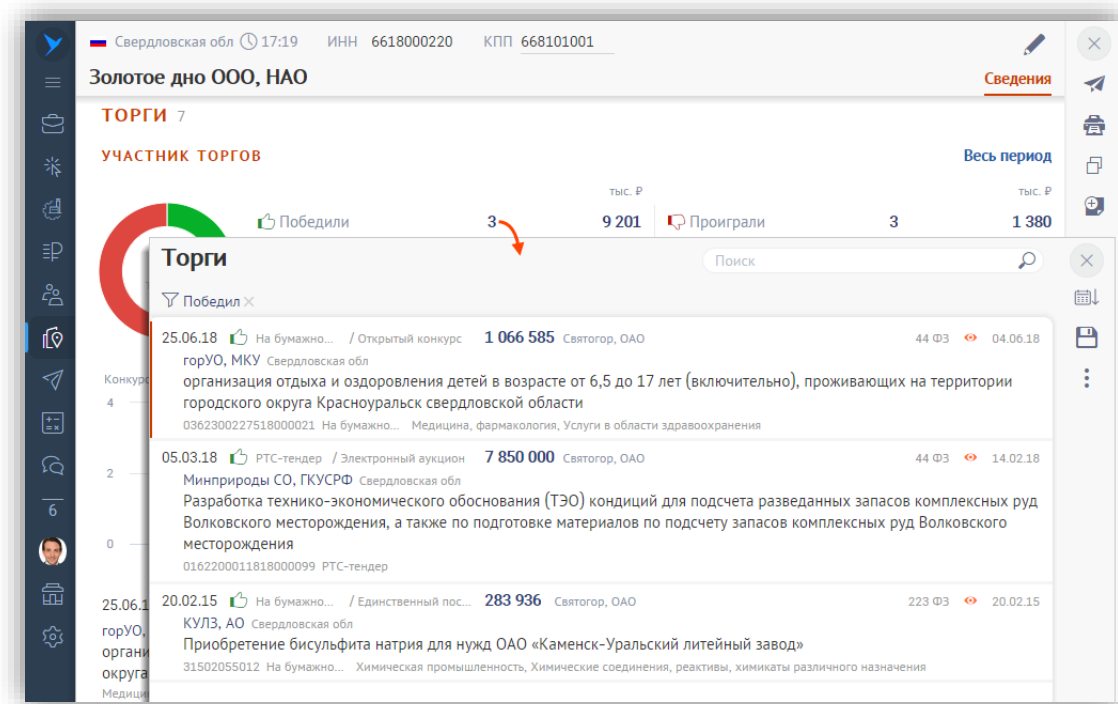 Свердловская обл 17:19 ИНН 6618000220 КПП 668101001
Золотое дно ООО, НАО
Сведения
ТОРГИ 7
УЧАСТНИК ТОРГОВ
Весь период
тыс. ₽
тыс. ₽
Победили 3 9 201
Проиграли 3 1 380
Торги
Поиск
Победил
25.06.18 На бумажно... / Открытый конкурс 1 066 585 Святогор, ОАО 44 ФЗ 04.06.18
горУО, МКУ Свердловская обл
организация отдыха и оздоровления детей в возрасте от 6,5 до 17 лет (включительно), проживающих на территории
городского округа Красноуральск свердловской области
0362300227518000021 На бумажно... Медицина, фармакология, Услуги в области здравоохранения
05.03.18 РТС-тендер / Электронный аукцион 7 850 000 Святогор, ОАО 44 ФЗ 14.02.18
Минприроды СО, ГКУСРФ Свердловская обл
Разработка технико-экономического обоснования (ТЭО) кондиций для подсчета разведанных запасов комплексных руд
Волковского месторождения, а также по подготовке материалов по подсчету запасов комплексных руд Волковского
месторождения
0162200011818000099 РТС-тендер
20.02.15 На бумажно... / Единственный пос... 283 936 Святогор, ОАО 223 ФЗ 20.02.15
КУЛЗ, АО Свердловская обл
Приобретение бисульфита натрия для нужд ОАО «Каменск-Уральский литейный завод»
31502055012 На бумажно... Химическая промышленность, Химические соединения, реактивы, химикаты различного назначения
Конкурс
4
2
0
25.06.1
горУО,
органи
округа
Медици
6